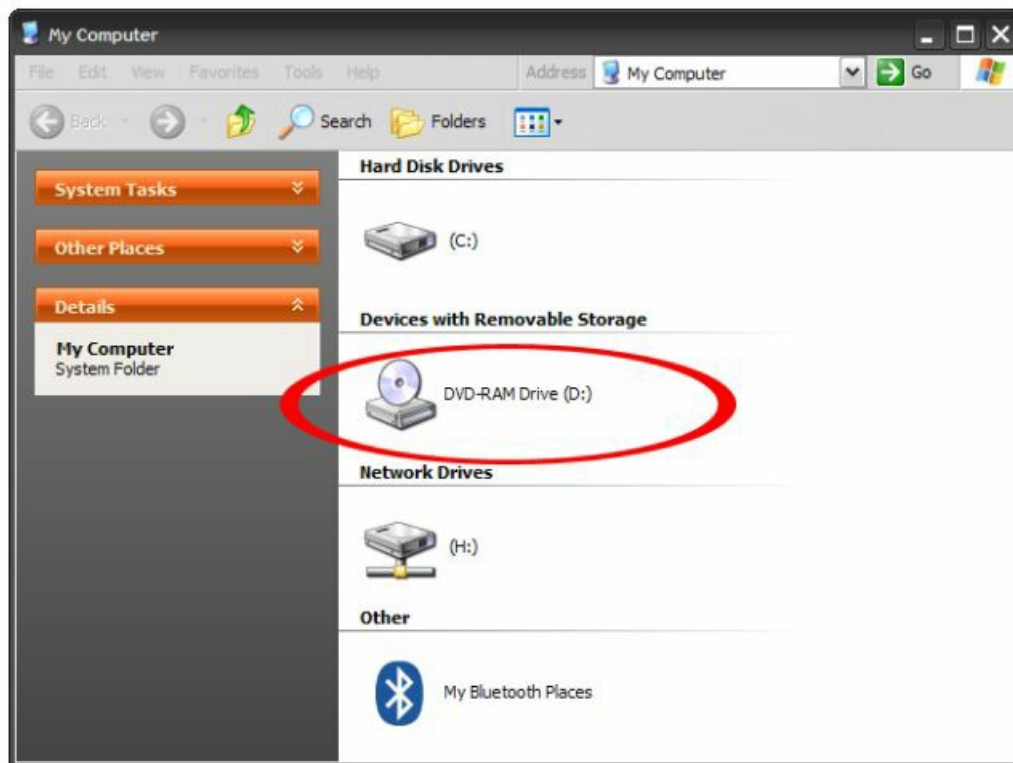 My Computer
File Edit View Favorites Tools Help Address My Computer Go
Back Search Folders
System Tasks
Other Places
Details
My Computer
System Folder
Hard Disk Drives
(C:)
Devices with Removable Storage
DVD-RAM Drive (D:)
Network Drives
(H:)
Other
My Bluetooth Places